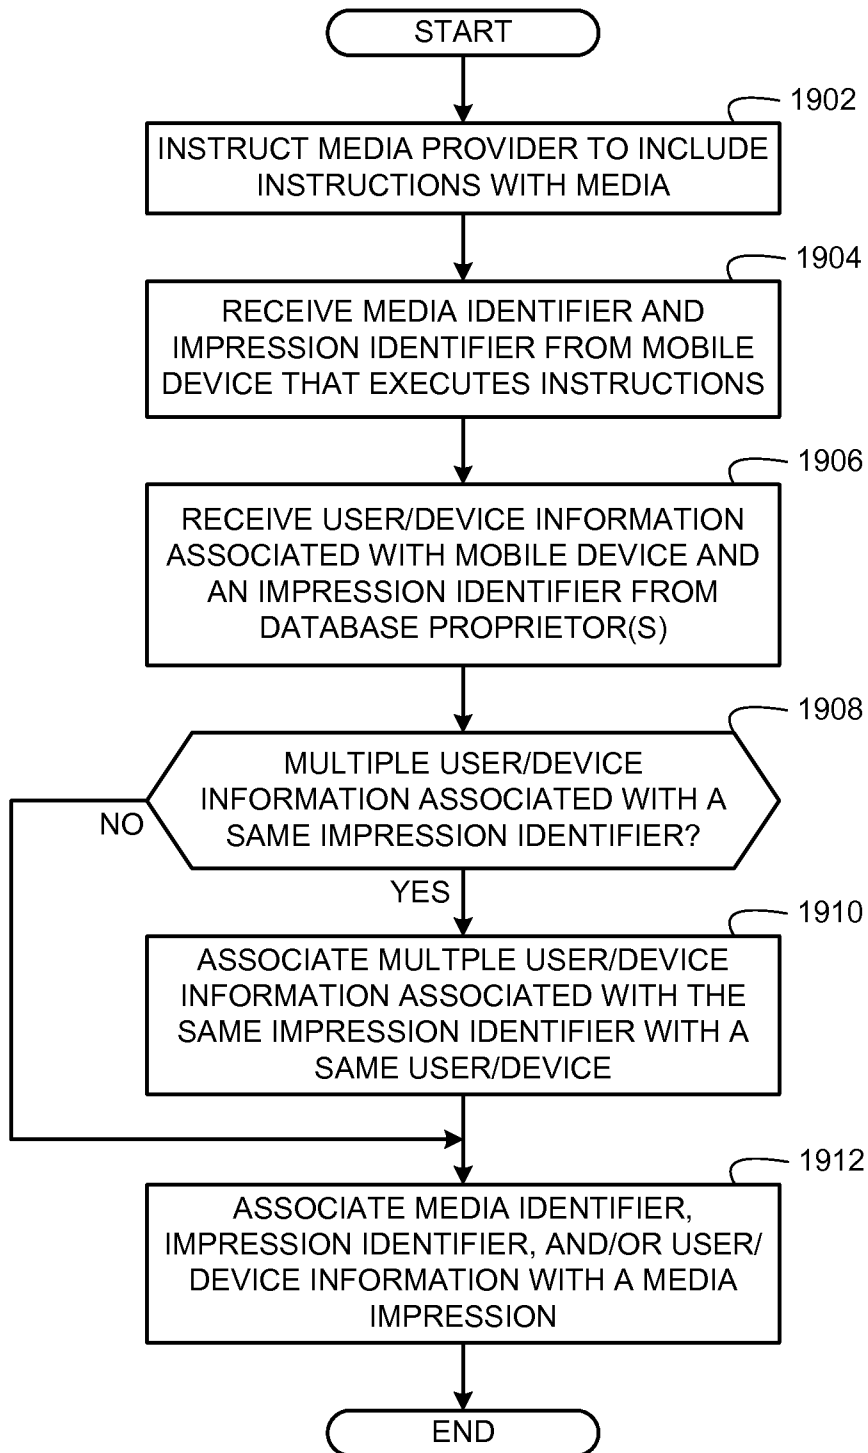 START
1902
INSTRUCT MEDIA PROVIDER TO INCLUDE
INSTRUCTIONS WITH MEDIA
1904
RECEIVE MEDIA IDENTIFIER AND
IMPRESSION IDENTIFIER FROM MOBILE
DEVICE THAT EXECUTES INSTRUCTIONS
1906
RECEIVE USER/DEVICE INFORMATION
ASSOCIATED WITH MOBILE DEVICE AND
AN IMPRESSION IDENTIFIER FROM
DATABASE PROPRIETOR(S)
1908
MULTIPLE USER/DEVICE
INFORMATION ASSOCIATED WITH A
SAME IMPRESSION IDENTIFIER?
NO
YES
1910
ASSOCIATE MULTPLE USER/DEVICE
INFORMATION ASSOCIATED WITH THE
SAME IMPRESSION IDENTIFIER WITH A
SAME USER/DEVICE
1912
ASSOCIATE MEDIA IDENTIFIER,
IMPRESSION IDENTIFIER, AND/OR USER/
DEVICE INFORMATION WITH A MEDIA
IMPRESSION
END